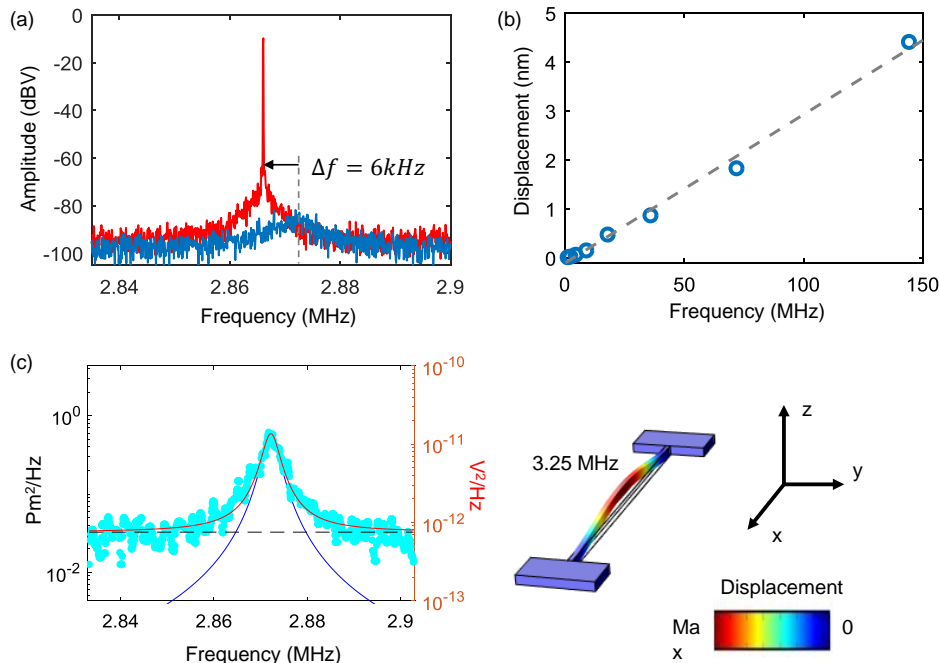 (a)
0
-20
-40
-60
-80
-100
Amplitude (dBV)
Δf = 6kHz
2.84
2.86
2.88
2.9
Frequency (MHz)
(b)
5
4
3
2
1
0
Displacement (nm)
0
50
100
150
Frequency (MHz)
(c)
10⁰
10⁻²
Pm²/Hz
10⁻¹⁰
10⁻¹¹
10⁻¹²
10⁻¹³
V²/Hz
2.84
2.86
2.88
2.9
Frequency (MHz)
3.25 MHz
z
y
x
Displacement
Ma
x
0